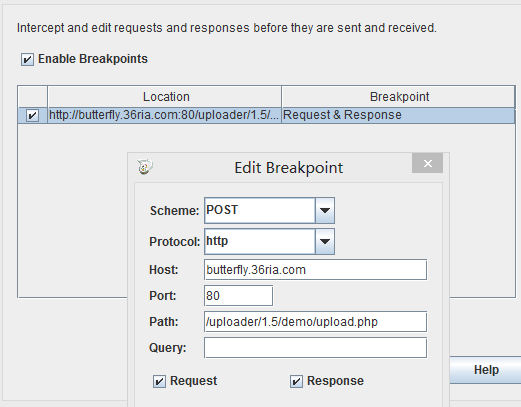 Intercept and edit requests and responses before they are sent and received.
Enable Breakpoints
Location Breakpoint
http://butterfly.36ria.com:80/uploader/1.5/... Request & Response
Edit Breakpoint
Scheme: POST
Protocol: http
Host: butterfly.36ria.com
Port: 80
Path: /uploader/1.5/demo/upload.php
Query:
Help
Request Response